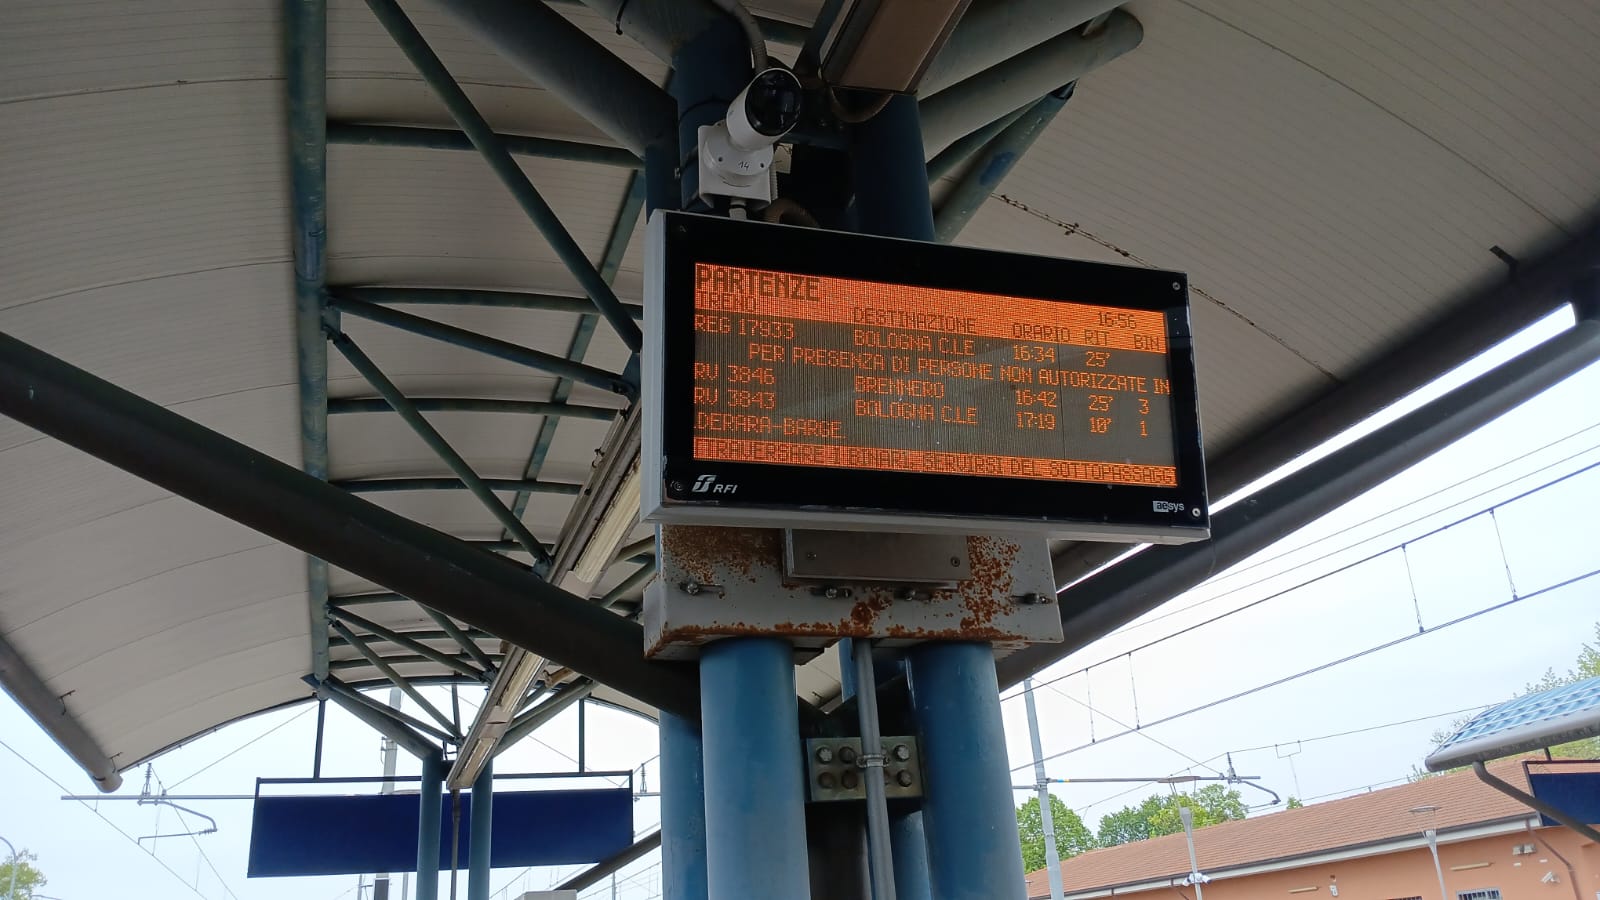 14
PARTENZE 16:56
TRENO DESTINAZIONE ORARIO RIT BIN
REG 17933 BOLOGNA C.LE 16:34 25'
PER PRESENZA DI PERSONE NON AUTORIZZATE IN
RV 3846 BRENNERO 16:42 25' 3
RV 3843 BOLOGNA C.LE 17:19 10' 1
TTRAVERSARE I BINARI, SERVIRSI DEL SOTTOPASSAGG
RFI
aesys